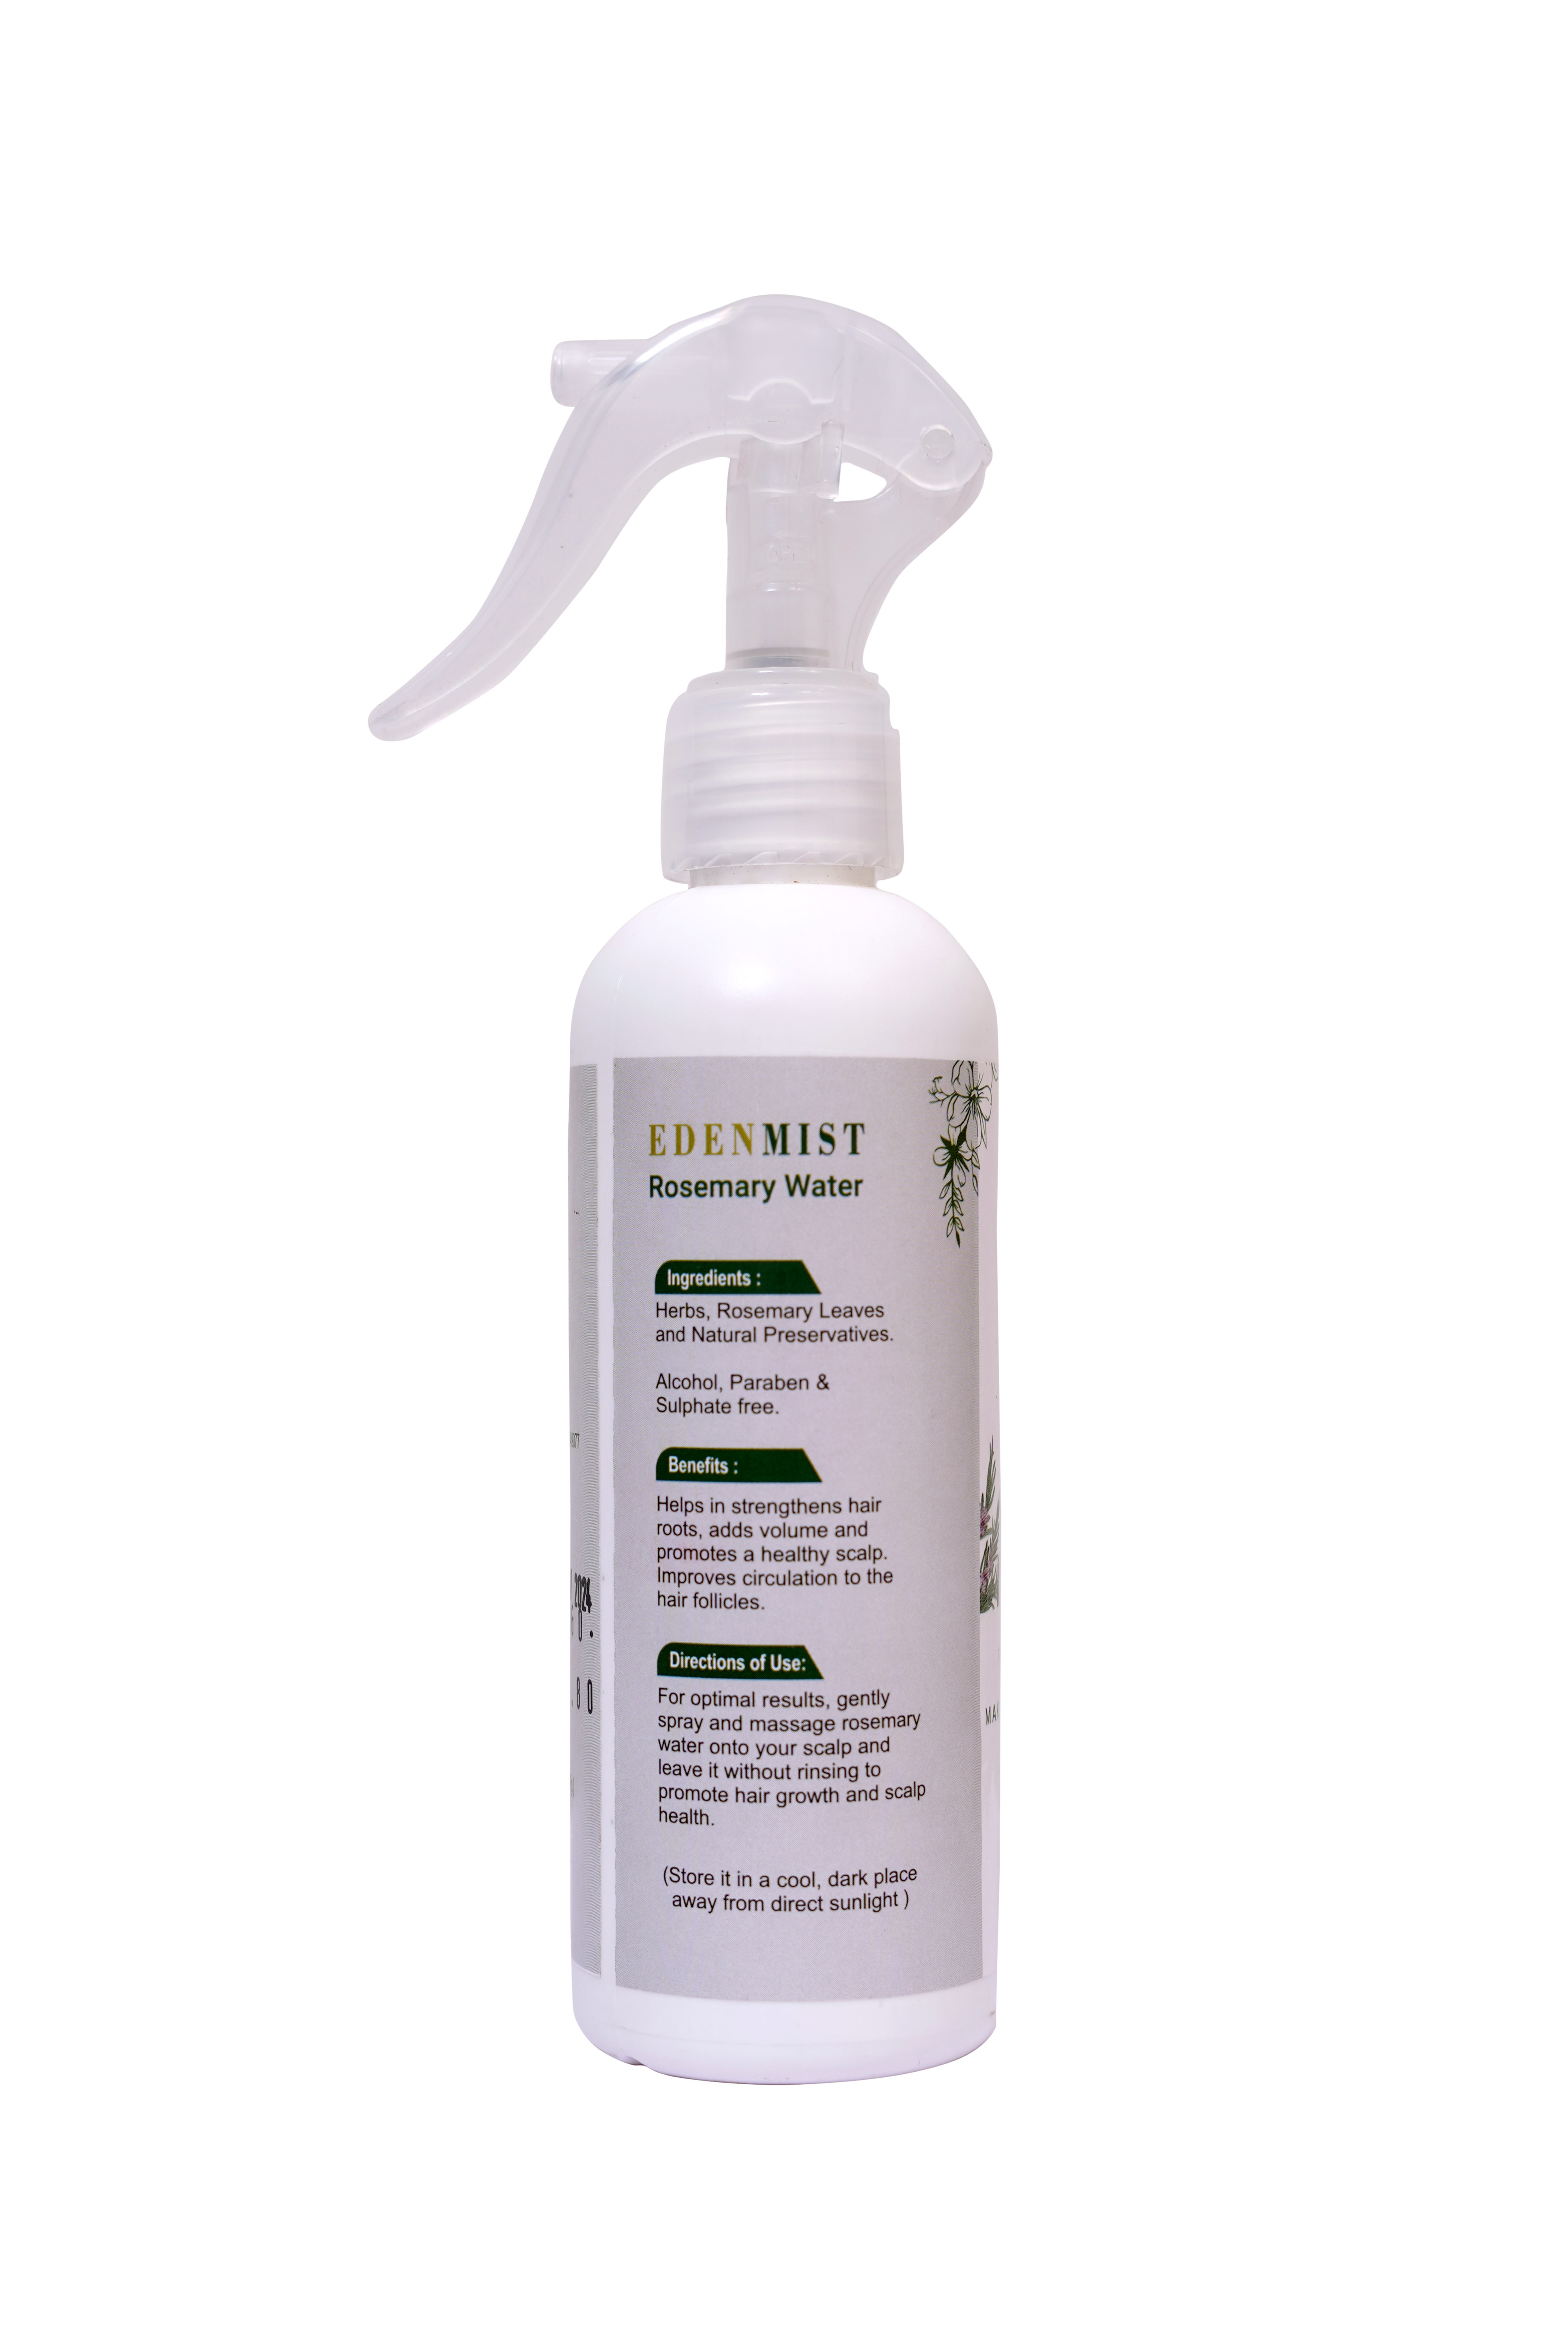 EDENMIST
Rosemary Water
Ingredients :
Herbs, Rosemary Leaves
and Natural Preservatives.
Alcohol, Paraben &
Sulphate free.
Benefits :
Helps in strengthens hair
roots, adds volume and
promotes a healthy scalp.
Improves circulation to the
hair follicles.
Directions of Use:
For optimal results, gently
spray and massage rosemary
water onto your scalp and
leave it without rinsing to
promote hair growth and scalp
health.
(Store it in a cool, dark place
away from direct sunlight )
2024